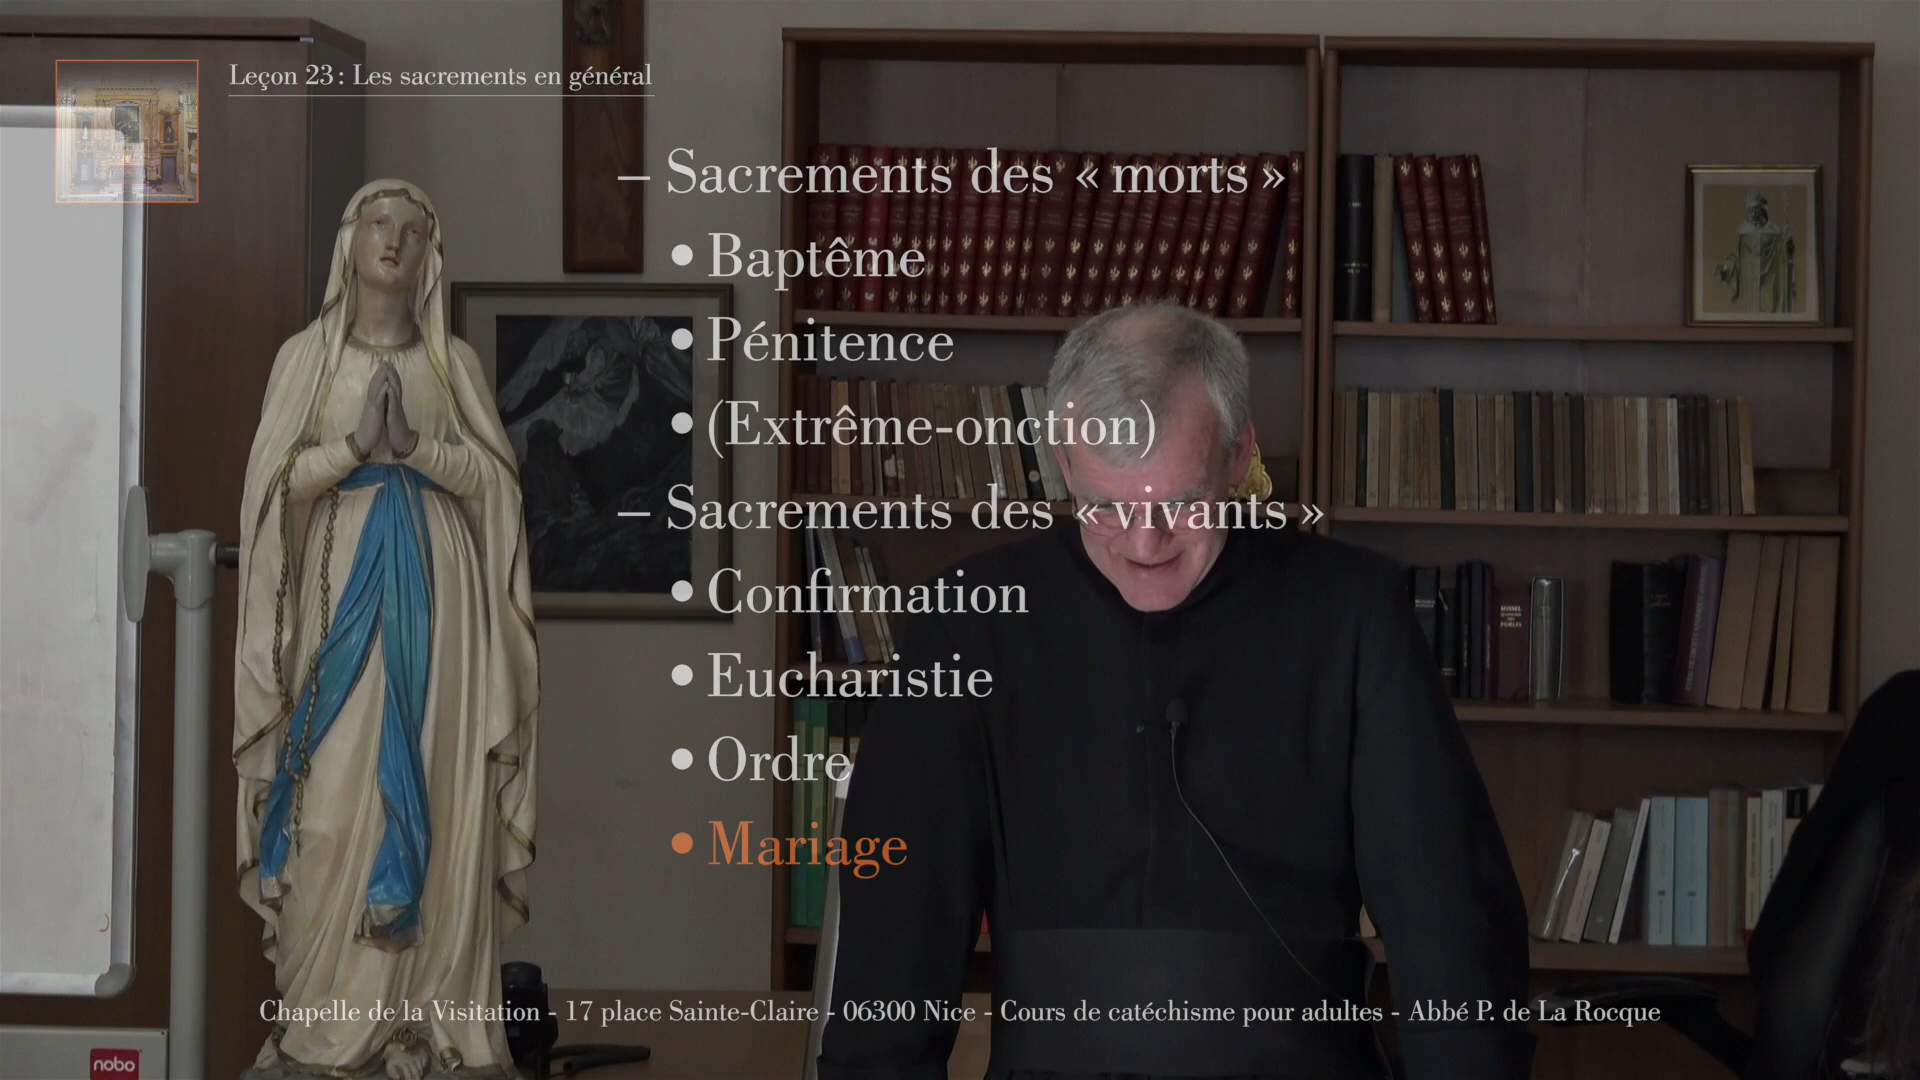 Leçon 23 : Les sacrements en général
– Sacrements des « morts »
• Baptême
• Pénitence
• (Extrême-onction)
– Sacrements des « vivants »
• Confirmation
• Eucharistie
• Ordre
• Mariage
Chapelle de la Visitation - 17 place Sainte-Claire - 06300 Nice - Cours de catéchisme pour adultes - Abbé P. de La Rocque
nobo